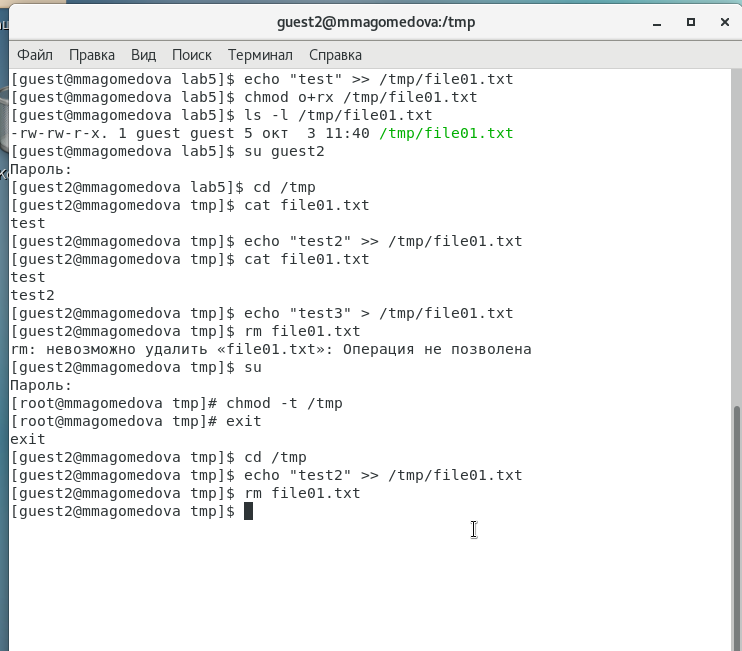 guest2@mmagomedova:/tmp
Файл Правка Вид Поиск Терминал Справка
[guest@mmagomedova lab5]$ echo "test" >> /tmp/file01.txt
[guest@mmagomedova lab5]$ chmod o+rx /tmp/file01.txt
[guest@mmagomedova lab5]$ ls -l /tmp/file01.txt
-rw-rw-r-x. 1 guest guest 5 окт  3 11:40 /tmp/file01.txt
[guest@mmagomedova lab5]$ su guest2
Пароль:
[guest2@mmagomedova lab5]$ cd /tmp
[guest2@mmagomedova tmp]$ cat file01.txt
test
[guest2@mmagomedova tmp]$ echo "test2" >> /tmp/file01.txt
[guest2@mmagomedova tmp]$ cat file01.txt
test
test2
[guest2@mmagomedova tmp]$ echo "test3" > /tmp/file01.txt
[guest2@mmagomedova tmp]$ rm file01.txt
rm: невозможно удалить «file01.txt»: Операция не позволена
[guest2@mmagomedova tmp]$ su
Пароль:
[root@mmagomedova tmp]# chmod -t /tmp
[root@mmagomedova tmp]# exit
exit
[guest2@mmagomedova tmp]$ cd /tmp
[guest2@mmagomedova tmp]$ echo "test2" >> /tmp/file01.txt
[guest2@mmagomedova tmp]$ rm file01.txt
[guest2@mmagomedova tmp]$